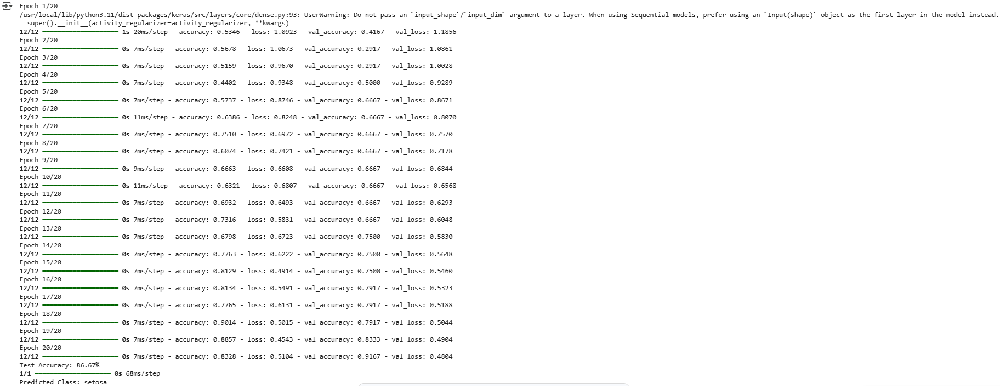 Epoch 1/20
/usr/local/lib/python3.11/dist-packages/keras/src/layers/core/dense.py:93: UserWarning: Do not pass an `input_shape`/`input_dim` argument to a layer. When using Sequential models, prefer using an `Input(shape)` object as the first layer in the model instead.
  super().__init__(activity_regularizer=activity_regularizer, **kwargs)
12/12 1s 20ms/step - accuracy: 0.5346 - loss: 1.0923 - val_accuracy: 0.4167 - val_loss: 1.1856
Epoch 2/20
12/12 0s 7ms/step - accuracy: 0.5678 - loss: 1.0673 - val_accuracy: 0.2917 - val_loss: 1.0861
Epoch 3/20
12/12 0s 7ms/step - accuracy: 0.5159 - loss: 0.9670 - val_accuracy: 0.2917 - val_loss: 1.0028
Epoch 4/20
12/12 0s 7ms/step - accuracy: 0.4402 - loss: 0.9348 - val_accuracy: 0.5000 - val_loss: 0.9289
Epoch 5/20
12/12 0s 7ms/step - accuracy: 0.5737 - loss: 0.8746 - val_accuracy: 0.6667 - val_loss: 0.8671
Epoch 6/20
12/12 0s 11ms/step - accuracy: 0.6386 - loss: 0.8248 - val_accuracy: 0.6667 - val_loss: 0.8070
Epoch 7/20
12/12 0s 7ms/step - accuracy: 0.7510 - loss: 0.6972 - val_accuracy: 0.6667 - val_loss: 0.7570
Epoch 8/20
12/12 0s 7ms/step - accuracy: 0.6074 - loss: 0.7421 - val_accuracy: 0.6667 - val_loss: 0.7178
Epoch 9/20
12/12 0s 9ms/step - accuracy: 0.6663 - loss: 0.6608 - val_accuracy: 0.6667 - val_loss: 0.6844
Epoch 10/20
12/12 0s 11ms/step - accuracy: 0.6321 - loss: 0.6807 - val_accuracy: 0.6667 - val_loss: 0.6568
Epoch 11/20
12/12 0s 7ms/step - accuracy: 0.6932 - loss: 0.6493 - val_accuracy: 0.6667 - val_loss: 0.6293
Epoch 12/20
12/12 0s 7ms/step - accuracy: 0.7316 - loss: 0.5831 - val_accuracy: 0.6667 - val_loss: 0.6048
Epoch 13/20
12/12 0s 7ms/step - accuracy: 0.6798 - loss: 0.6723 - val_accuracy: 0.7500 - val_loss: 0.5830
Epoch 14/20
12/12 0s 7ms/step - accuracy: 0.7763 - loss: 0.6222 - val_accuracy: 0.7500 - val_loss: 0.5648
Epoch 15/20
12/12 0s 7ms/step - accuracy: 0.8129 - loss: 0.4914 - val_accuracy: 0.7500 - val_loss: 0.5460
Epoch 16/20
12/12 0s 7ms/step - accuracy: 0.8134 - loss: 0.5491 - val_accuracy: 0.7917 - val_loss: 0.5323
Epoch 17/20
12/12 0s 7ms/step - accuracy: 0.7765 - loss: 0.6131 - val_accuracy: 0.7917 - val_loss: 0.5188
Epoch 18/20
12/12 0s 7ms/step - accuracy: 0.9014 - loss: 0.5015 - val_accuracy: 0.7917 - val_loss: 0.5044
Epoch 19/20
12/12 0s 7ms/step - accuracy: 0.8857 - loss: 0.4543 - val_accuracy: 0.8333 - val_loss: 0.4904
Epoch 20/20
12/12 0s 7ms/step - accuracy: 0.8328 - loss: 0.5104 - val_accuracy: 0.9167 - val_loss: 0.4804
Test Accuracy: 86.67%
1/1 0s 68ms/step
Predicted Class: setosa